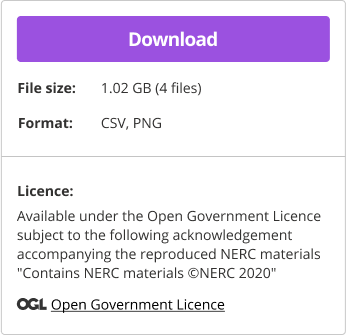 Download
File size: 1.02 GB (4 files)
Format: CSV, PNG
Licence:
Available under the Open Government Licence
subject to the following acknowledgement
accompanying the reproduced NERC materials
"Contains NERC materials ©NERC 2020"
OGL Open Government Licence